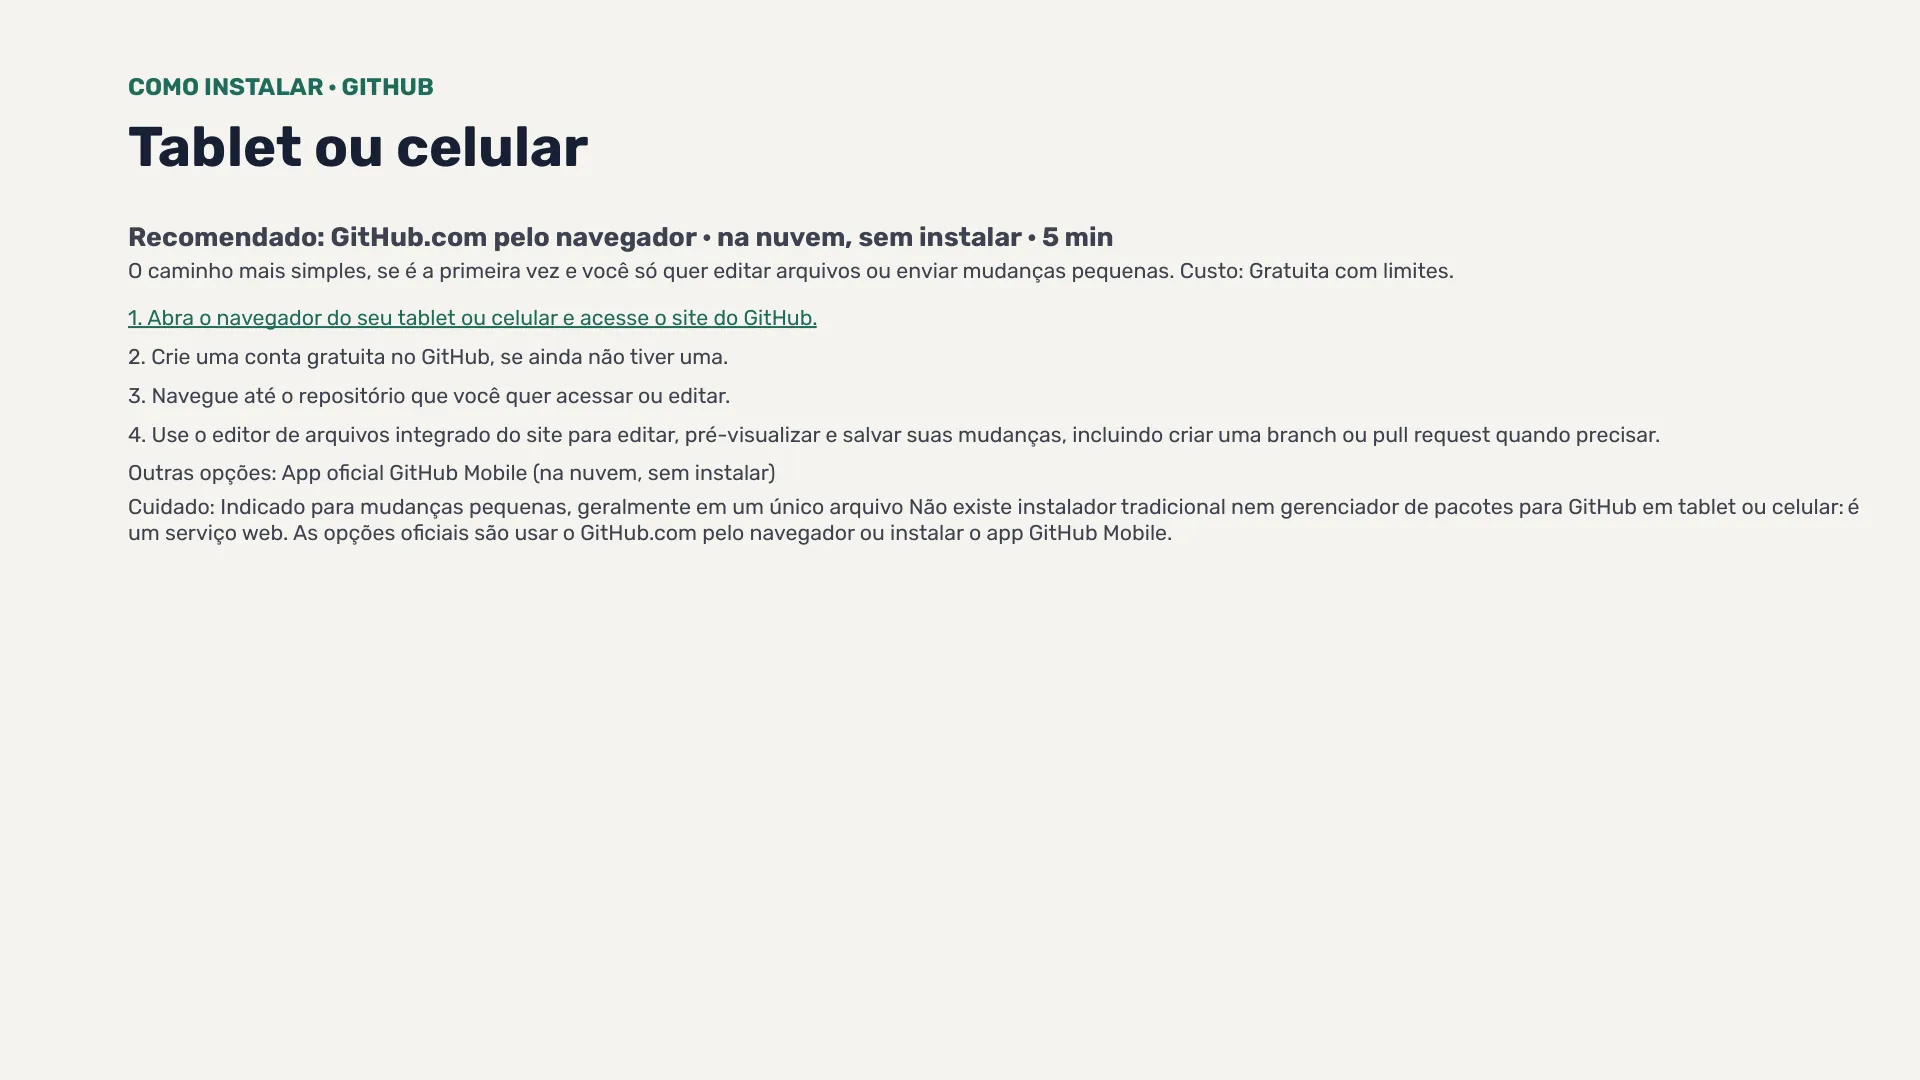 COMO INSTALAR • GITHUB
Tablet ou celular
Recomendado: GitHub.com pelo navegador • na nuvem, sem instalar • 5 min
O caminho mais simples, se é a primeira vez e você só quer editar arquivos ou enviar mudanças pequenas. Custo: Gratuita com limites.
1. Abra o navegador do seu tablet ou celular e acesse o site do GitHub.
2. Crie uma conta gratuita no GitHub, se ainda não tiver uma.
3. Navegue até o repositório que você quer acessar ou editar.
4. Use o editor de arquivos integrado do site para editar, pré-visualizar e salvar suas mudanças, incluindo criar uma branch ou pull request quando precisar.
Outras opções: App oficial GitHub Mobile (na nuvem, sem instalar)
Cuidado: Indicado para mudanças pequenas, geralmente em um único arquivo Não existe instalador tradicional nem gerenciador de pacotes para GitHub em tablet ou celular: é
um serviço web. As opções oficiais são usar o GitHub.com pelo navegador ou instalar o app GitHub Mobile.